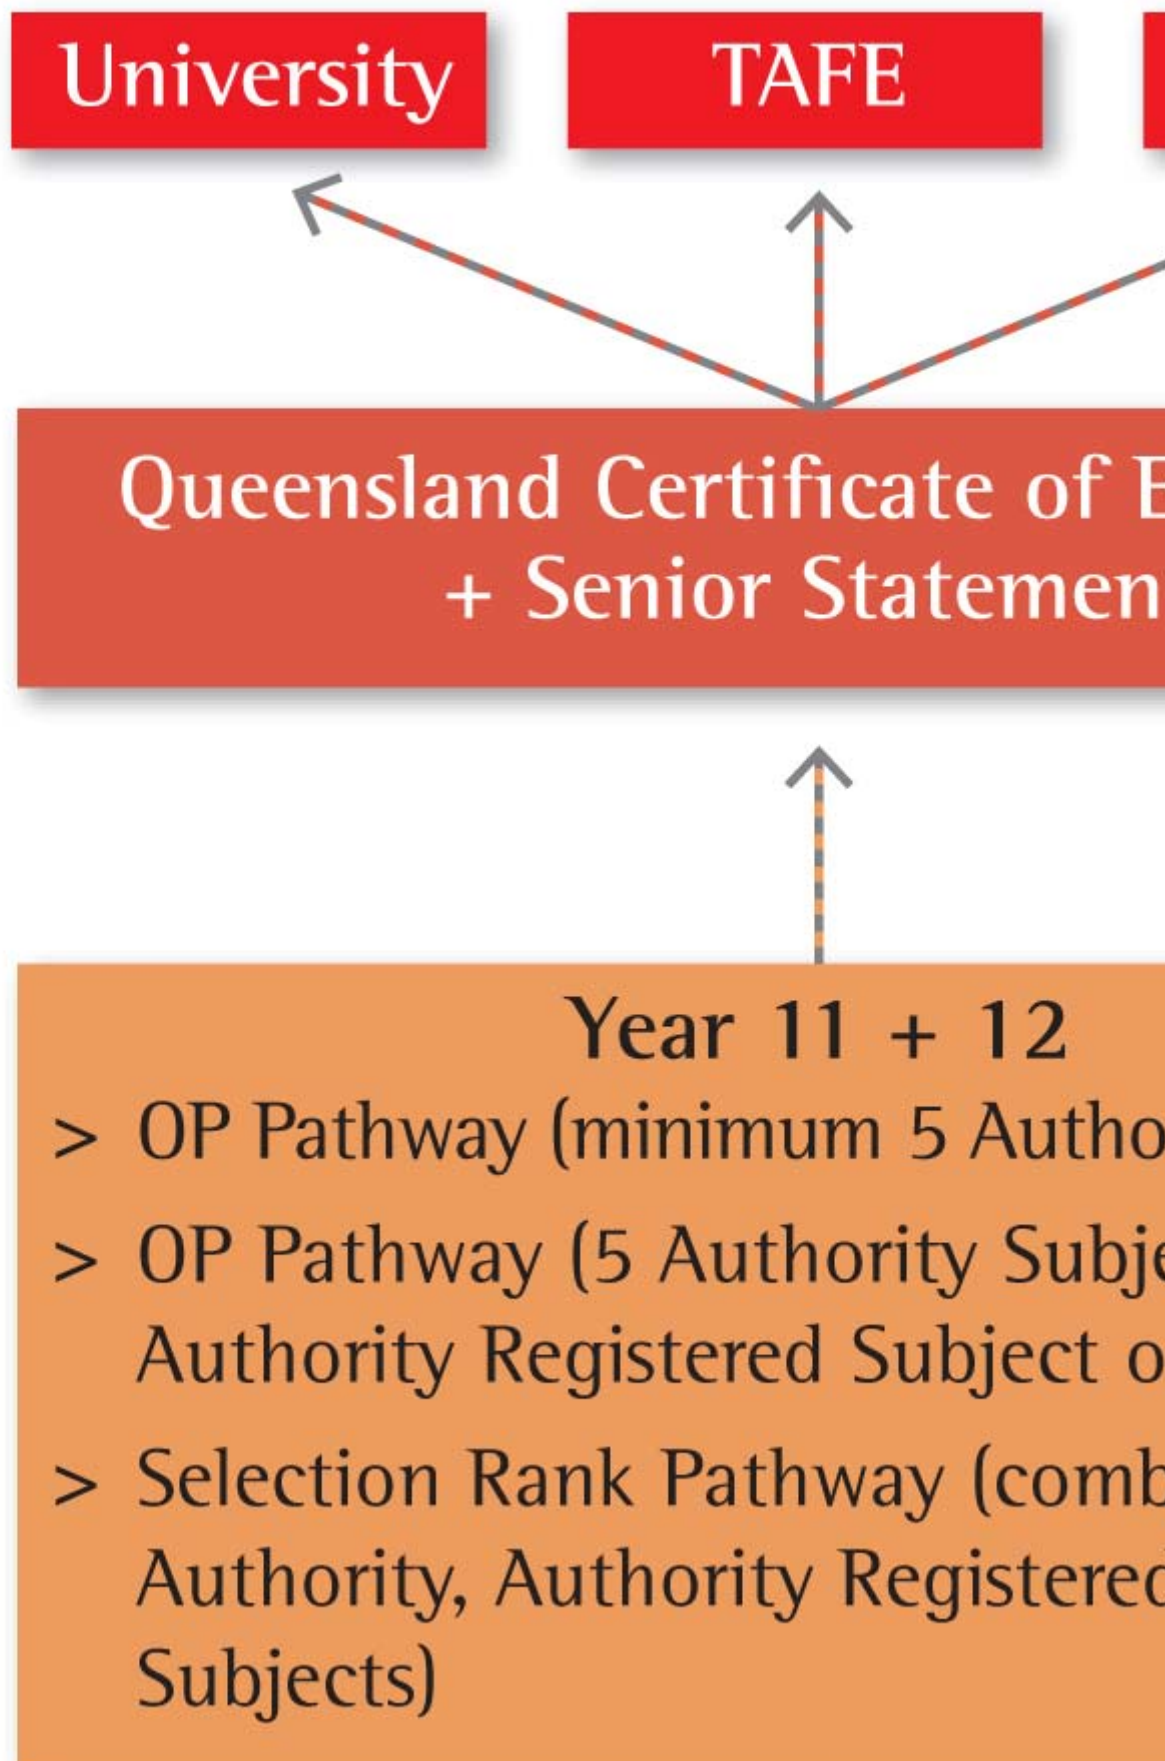 University
TAFE
Queensland Certificate of
+ Senior Statemen
Year 11 + 12
> OP Pathway (minimum 5 Autho
> OP Pathway (5 Authority Subje
Authority Registered Subject o
> Selection Rank Pathway (comb
Authority, Authority Registered
Subjects)